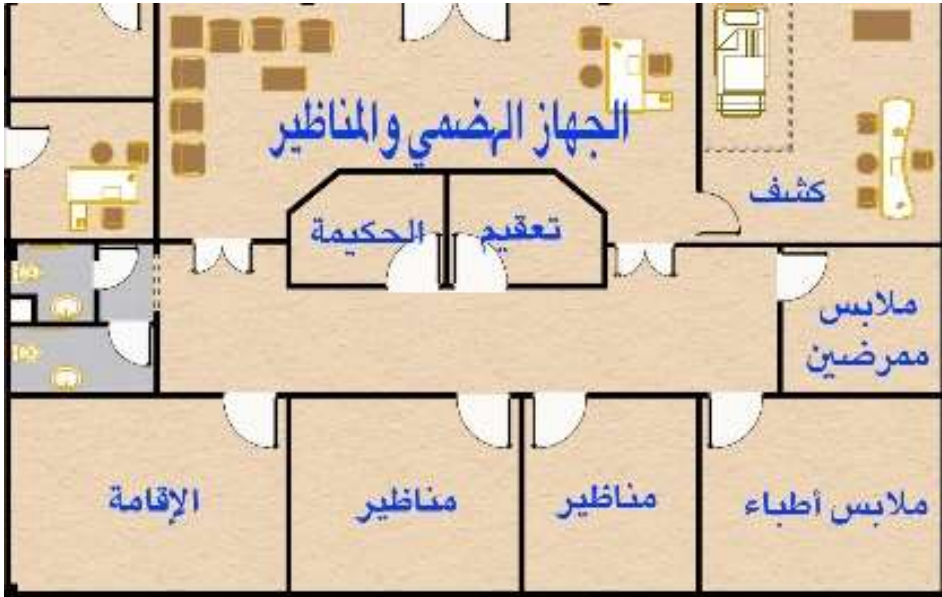 الجهاز الهضمي والمناظير
كشف
تعقيم
الحكيمة
ملابس
ممرضين
ملابس أطباء
مناظير
مناظير
الإقامة